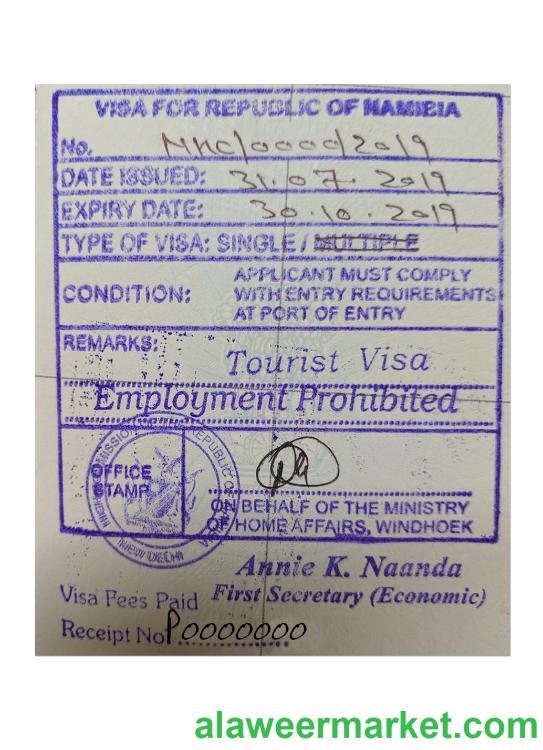 VISA FOR REPUBLIC OF NAMIBIA
No. NHC/0000/2019
DATE ISSUED: 31.07.2019
EXPIRY DATE: 30.10.2019
TYPE OF VISA: SINGLE / MULTIPLE
CONDITION: APPLICANT MUST COMPLY
WITH ENTRY REQUIREMENTS
AT PORT OF ENTRY
REMARKS:
Tourist Visa
Employment Prohibited
OFFICE
STAMP
HIGH COMMISSION REPUBLIC
NEW DELHI
ON BEHALF OF THE MINISTRY
OF HOME AFFAIRS, WINDHOEK
Annie K. Naanda
First Secretary (Economic)
Visa Fees Paid
Receipt No P0000000
alaweermarket.com